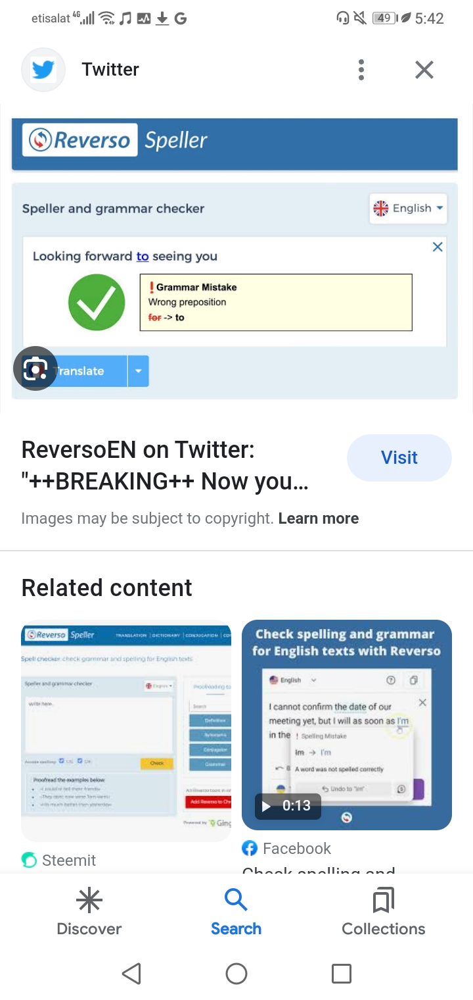 etisalat 4G 49 5:42
Twitter
Reverso Speller
Speller and grammar checker
English
Looking forward to seeing you
! Grammar Mistake
Wrong preposition
for -> to
Translate
ReversoEN on Twitter:
"++BREAKING++ Now you...
Visit
Images may be subject to copyright. Learn more
Related content
Reverso Speller TRANSLATION | DICTIONARY | CONJUGATION
Spell checker: check grammar and spelling for English texts
Speller and grammar checker
English
Write here..
Proofreading
Search
Definition
Synonyms
Conjugator
Grammar
Check
Proofread the examples below
Add Reverso to
Powered by Ging
Steemit
Check spelling and grammar
for English texts with Reverso
English
I cannot confirm the date of our
meeting yet, but I will as soon as I'm
in the
! Spelling Mistake
Im → I'm
A word was not spelled correctly
Undo to "Im"
0:13
Facebook
Check spelling and
Discover
Search
Collections